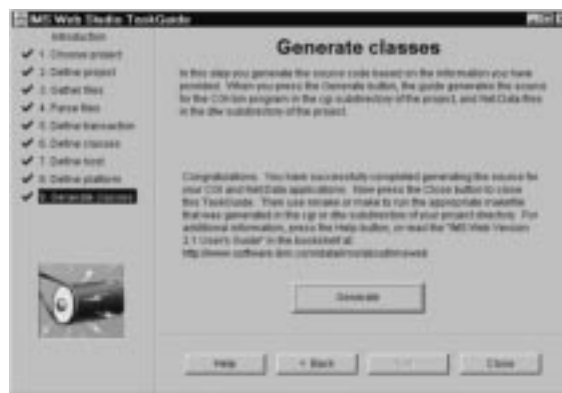 IMS Web Studio TaskGuide
Introduction
1. Choose project
2. Define project
3. Gather files
4. Parse files
5. Define transaction
6. Define classes
7. Define host
8. Define platform
9. Generate classes
Generate classes
In this step you generate the source code based on the information you have
provided. When you press the Generate button, the guide generates the source
for the CGI-bin program in the cgi subdirectory of the project, and Net.Data files
in the dtw subdirectory of the project.
Congratulations. You have successfully completed generating the source for
your CGI and Net.Data applications. Now press the Close button to close
this TaskGuide. Then use nmake or make to run the appropriate makefile
that was generated in the cgi or dtw subdirectory of your project directory. For
additional information, press the Help button, or read the "IMS Web Version
2.1 User's Guide" in the bookshelf at:
Generate
Help
< Back
Close